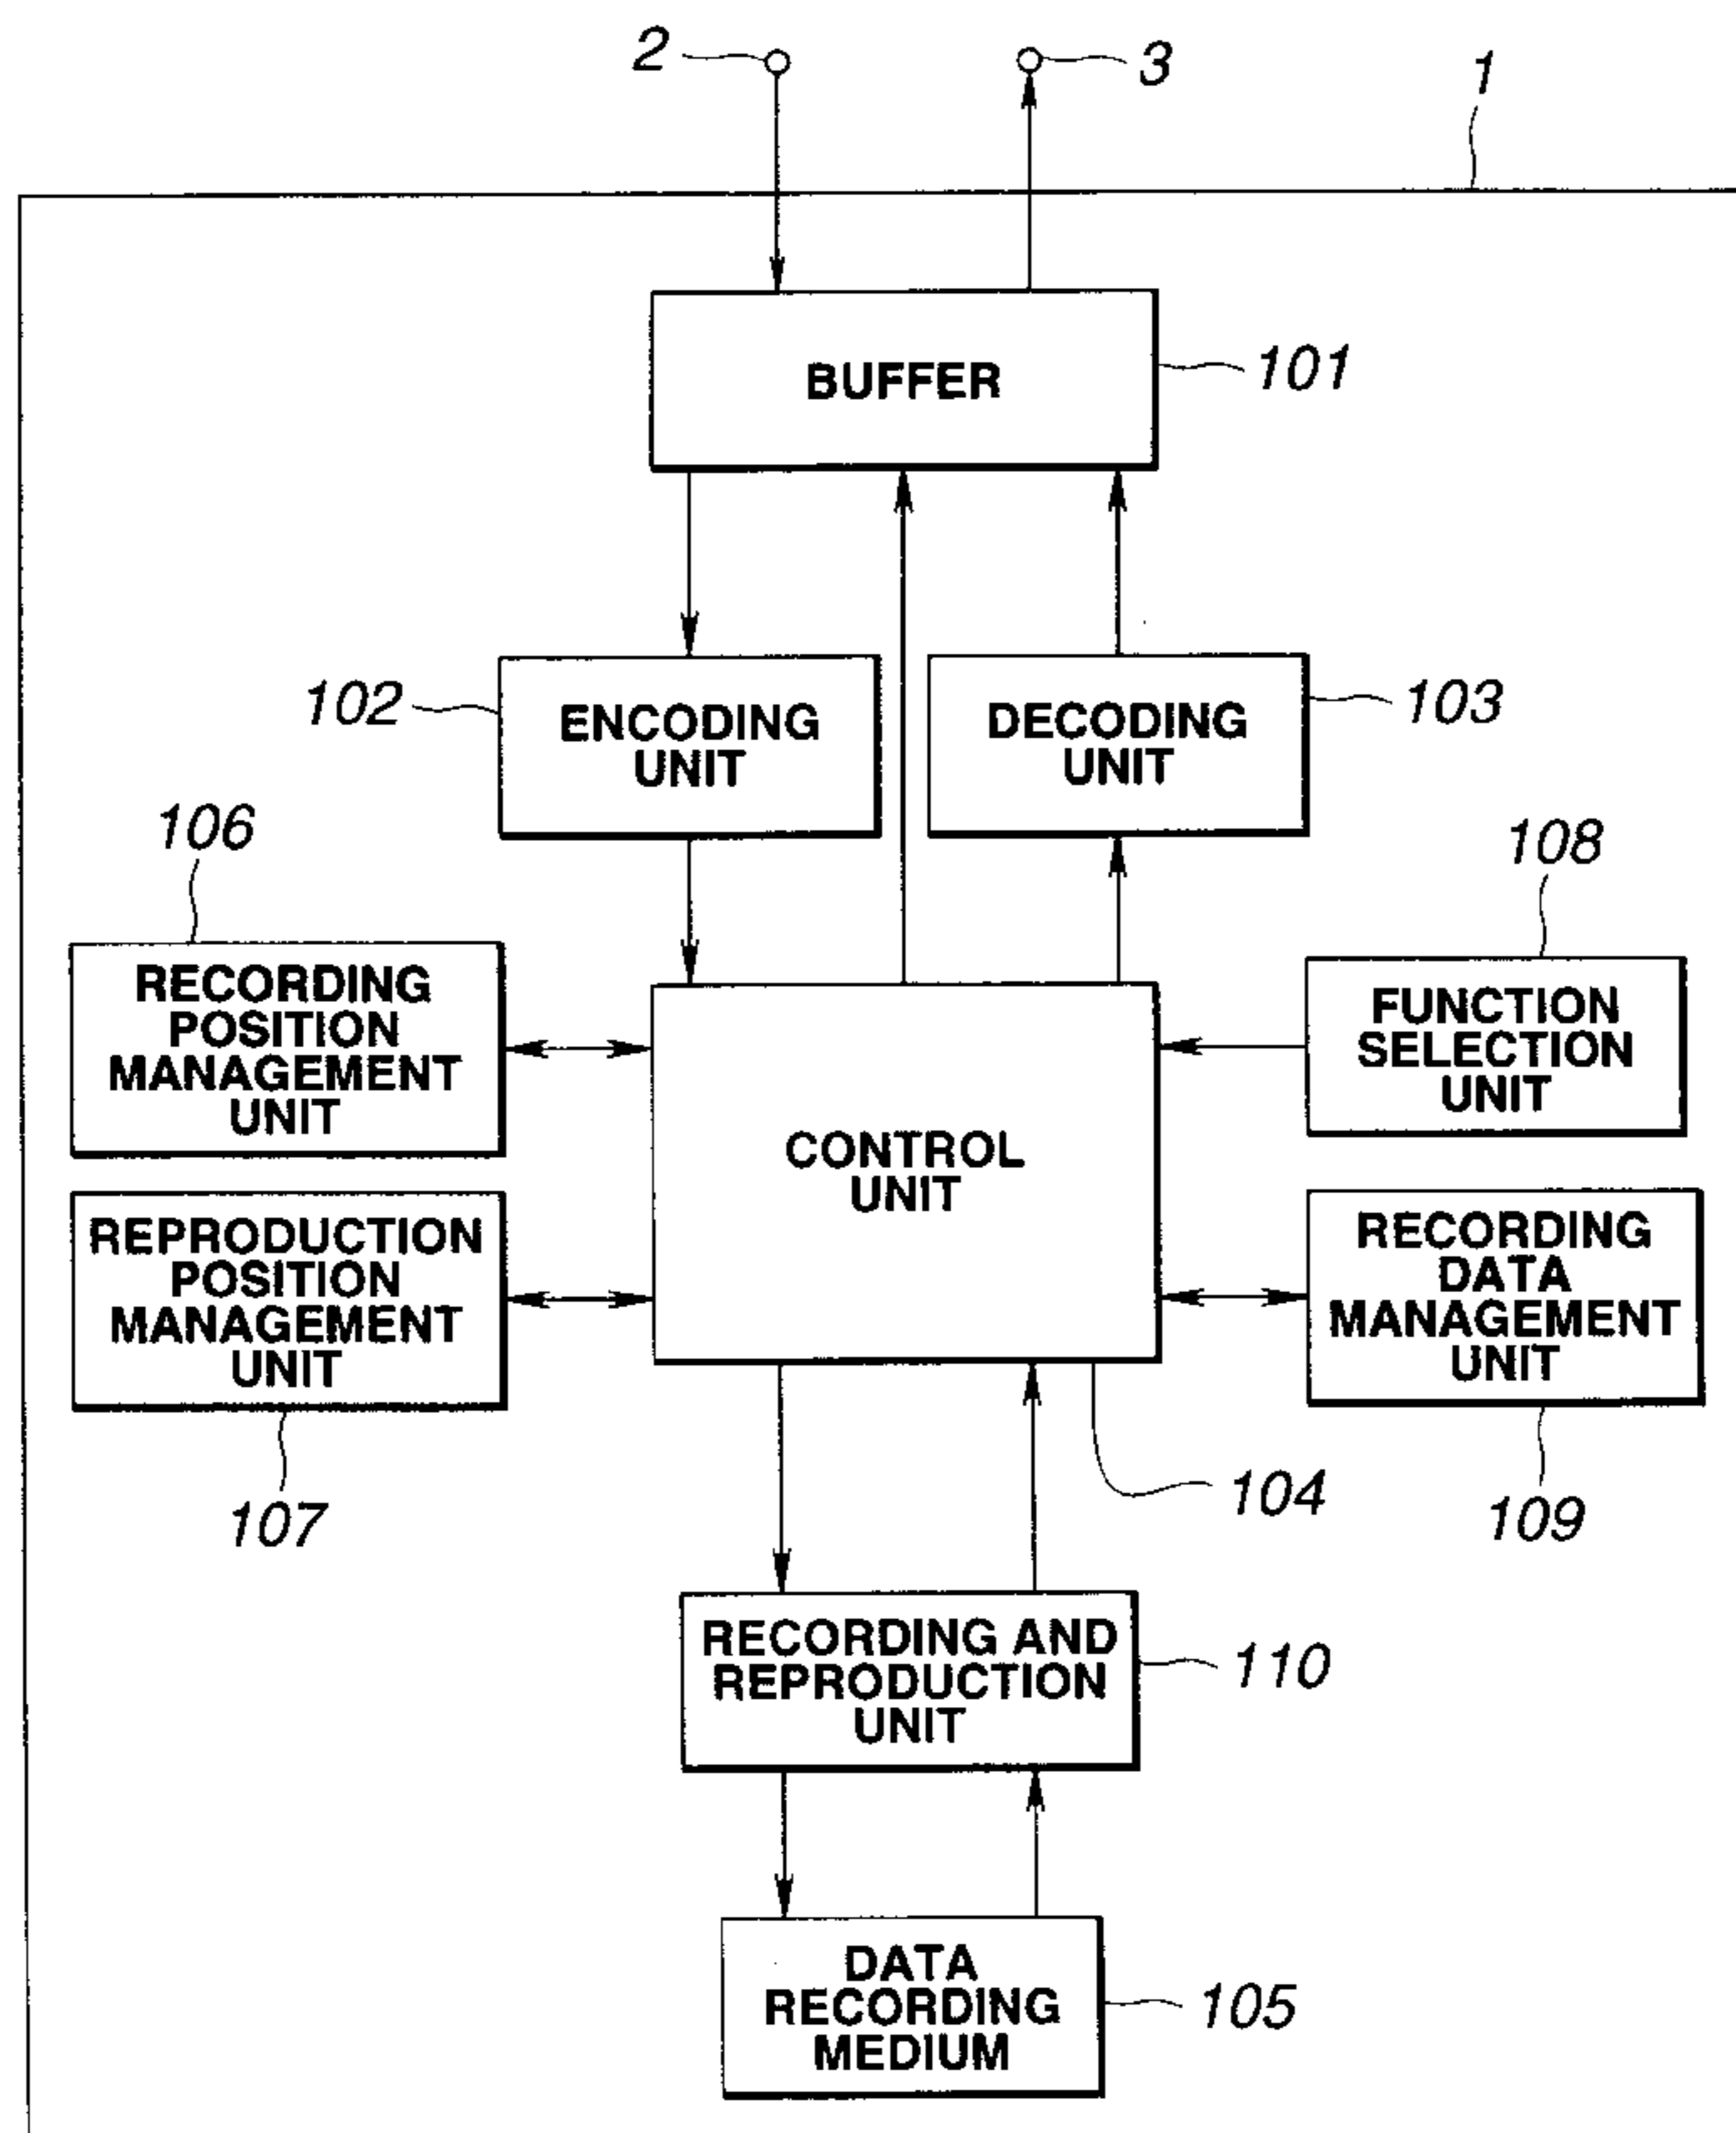 2
3
1
BUFFER
101
102
ENCODING
UNIT
DECODING
UNIT
103
106
108
RECORDING
POSITION
MANAGEMENT
UNIT
FUNCTION
SELECTION
UNIT
CONTROL
UNIT
REPRODUCTION
POSITION
MANAGEMENT
UNIT
RECORDING
DATA
MANAGEMENT
UNIT
107
104
109
RECORDING AND
REPRODUCTION
UNIT
110
DATA
RECORDING
MEDIUM
105